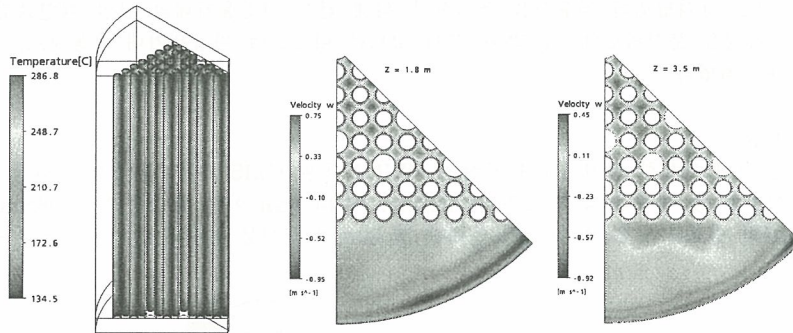 Temperature[C]
286.8
248.7
210.7
172.6
134.5
Z = 1.8 m
Velocity w
0.75
0.33
-0.10
-0.52
-0.95
[m s^-1]
Z = 3.5 m
Velocity w
0.45
0.11
-0.23
-0.57
-0.92
[m s^-1]